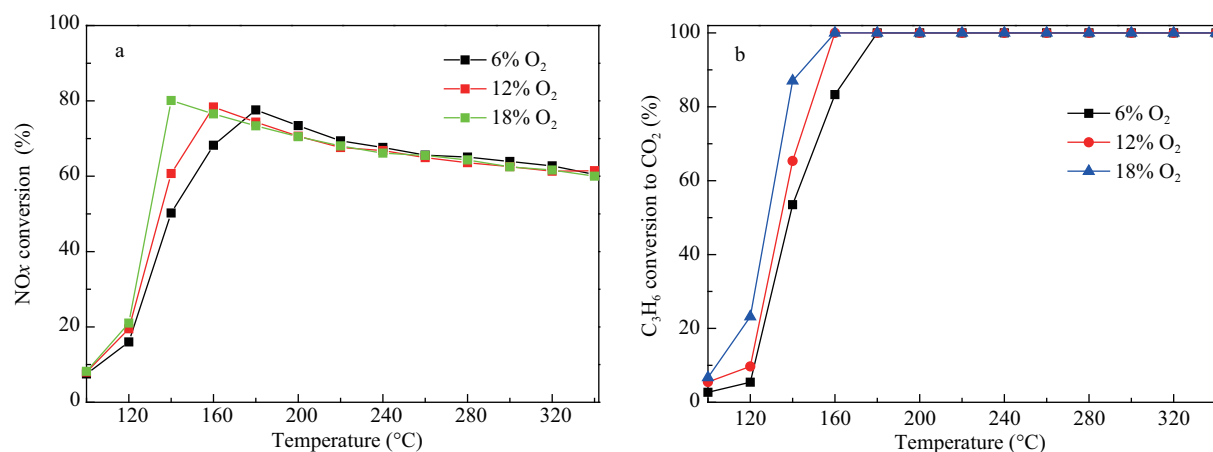 a
6% O₂
12% O₂
18% O₂
100
80
60
40
20
0
120 160 200 240 280 320
Temperature (°C)
NOx conversion (%)
b
6% O₂
12% O₂
18% O₂
100
80
60
40
20
0
120 160 200 240 280 320
Temperature (°C)
C₃H₆ conversion to CO₂ (%)